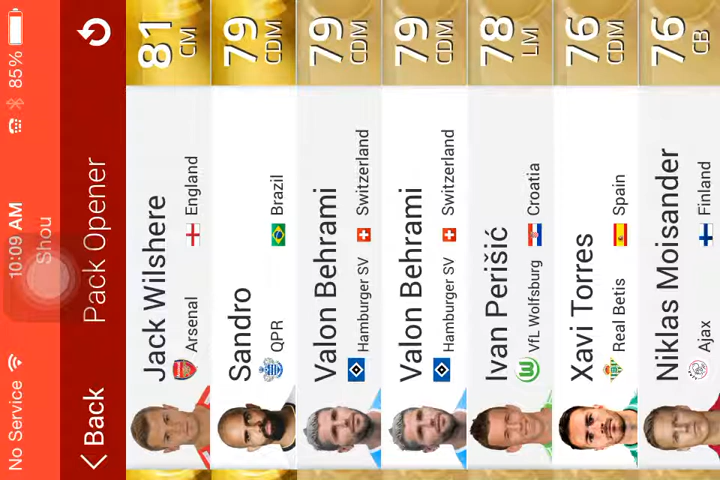 No Service 10:09 AM 85%
Shou
Back Pack Opener
Jack Wilshere 81
Arsenal England CM
Sandro 79
QPR Brazil CDM
Valon Behrami 79
Hamburger SV Switzerland CDM
Valon Behrami 79
Hamburger SV Switzerland CDM
Ivan Perišić 78
VfL Wolfsburg Croatia LM
Xavi Torres 76
Real Betis Spain CDM
Niklas Moisander 76
Ajax Finland CB